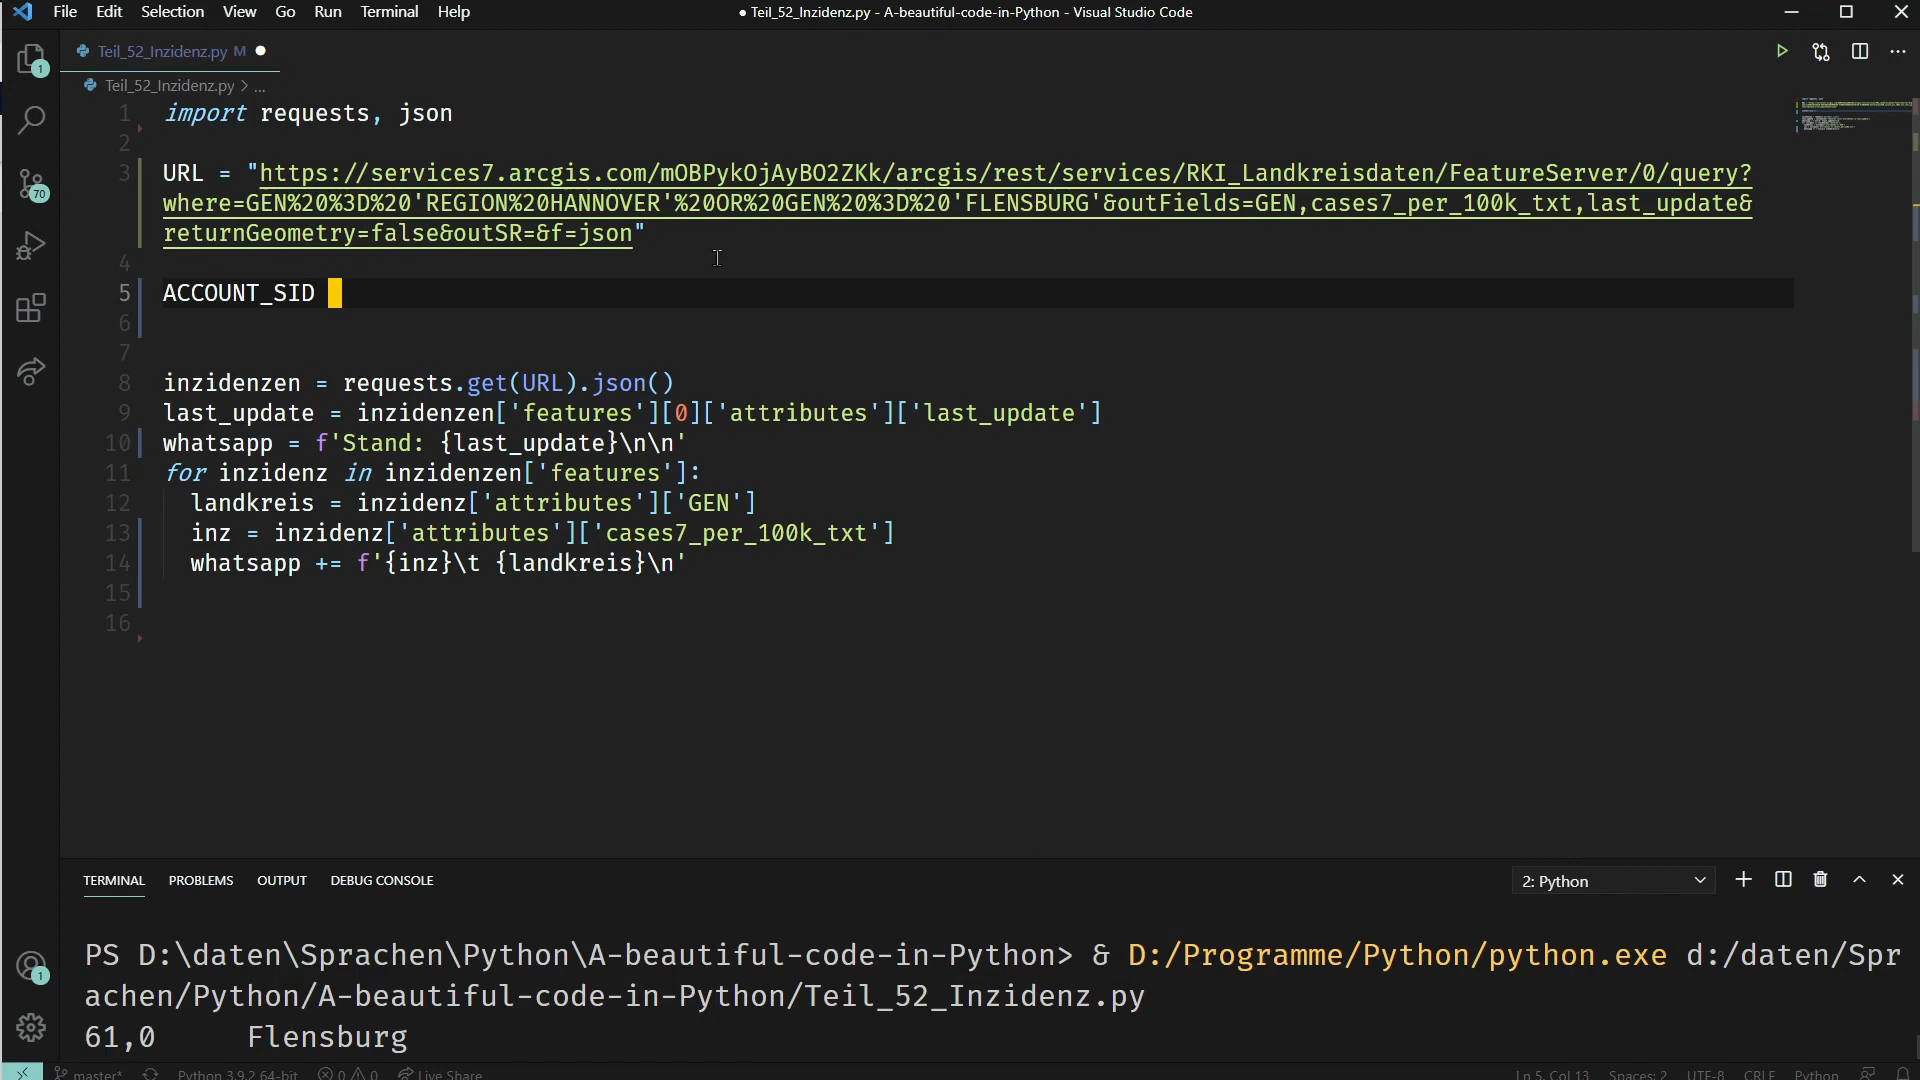 File Edit Selection View Go Run Terminal Help
● Teil_52_Inzidenz.py - A-beautiful-code-in-Python - Visual Studio Code
Teil_52_Inzidenz.py M ●
Teil_52_Inzidenz.py > ...
1 import requests, json
2
3 URL = "https://services7.arcgis.com/mOBPykOjAyBO2ZKk/arcgis/rest/services/RKI_Landkreisdaten/FeatureServer/0/query?
where=GEN%20%3D%20'REGION%20HANNOVER'%20OR%20GEN%20%3D%20'FLENSBURG'&outFields=GEN,cases7_per_100k_txt,last_update&
returnGeometry=false&outSR=&f=json"
4
5 ACCOUNT_SID
6
7
8 inzidenzen = requests.get(URL).json()
9 last_update = inzidenzen['features'][0]['attributes']['last_update']
10 whatsapp = f'Stand: {last_update}\n\n'
11 for inzidenz in inzidenzen['features']:
12 landkreis = inzidenz['attributes']['GEN']
13 inz = inzidenz['attributes']['cases7_per_100k_txt']
14 whatsapp += f'{inz}\t {landkreis}\n'
15
16
1
70
TERMINAL PROBLEMS OUTPUT DEBUG CONSOLE
2: Python
PS D:\daten\Sprachen\Python\A-beautiful-code-in-Python> & D:/Programme/Python/python.exe d:/daten/Spr
achen/Python/A-beautiful-code-in-Python/Teil_52_Inzidenz.py
61,0 Flensburg
1
master* Python 3.9.2 64-bit 0 0 Live Share
Ln 5, Col 13 Spaces: 2 UTF-8 CRLF Python